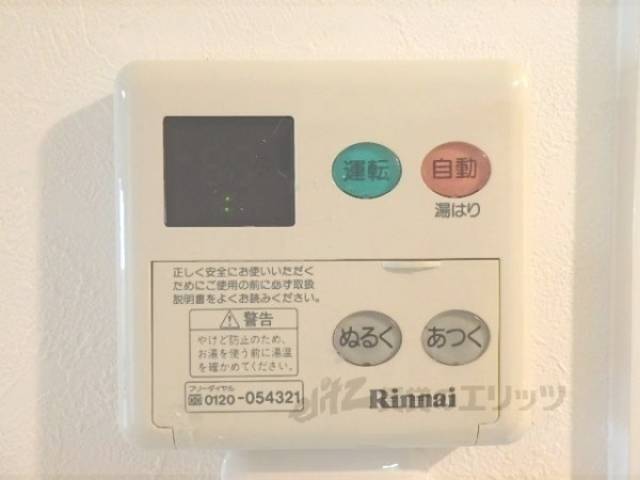 運転
自動
湯はり
正しく安全にお使いいただく
ためにご使用の前に必ず取扱
説明書をよくお読みください。
警告
やけど防止のため、
お湯を使う前に湯温
を確かめてください。
ぬるく
あつく
フリーダイヤル
0120-054321
Rinnai
賃貸のエリッツ